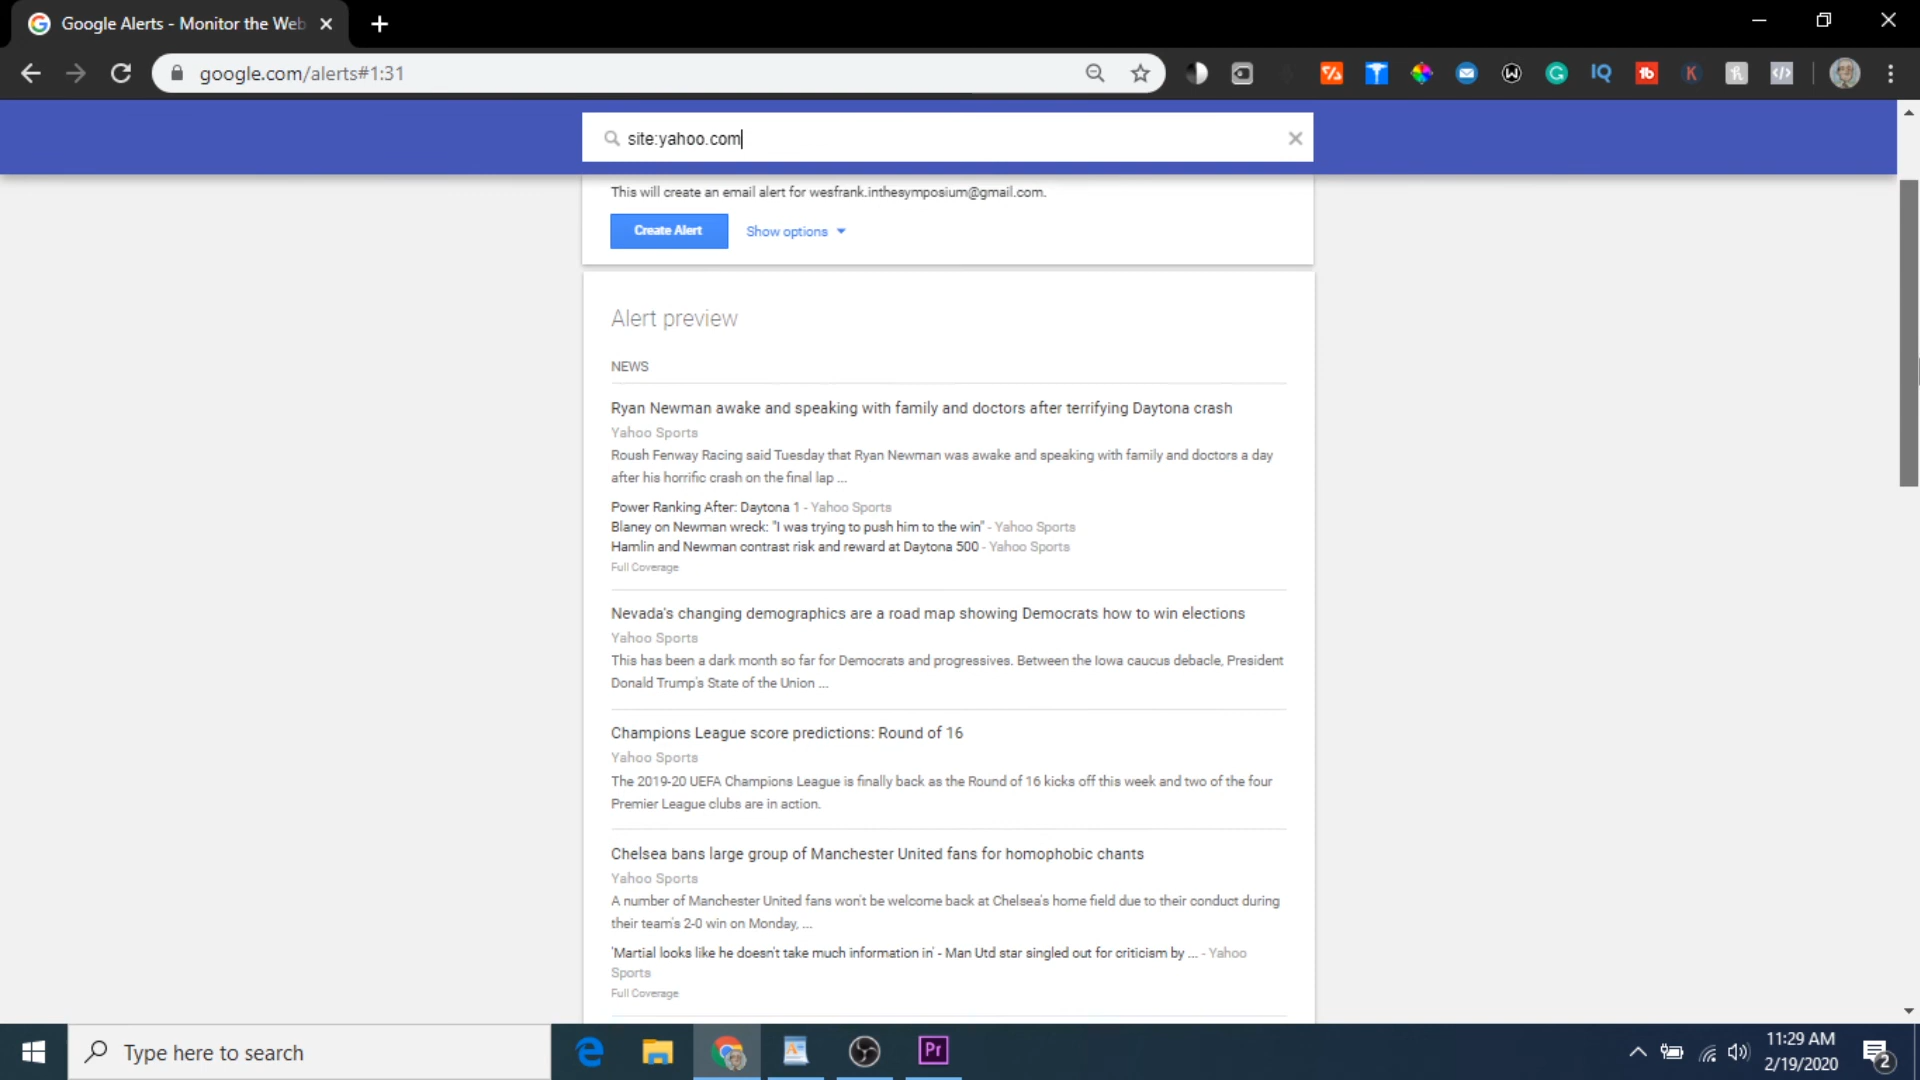 Google Alerts - Monitor the Web
google.com/alerts#1:31
site:yahoo.com
This will create an email alert for wesfrank.inthesymposium@gmail.com.
Create Alert
Show options
Alert preview
NEWS
Ryan Newman awake and speaking with family and doctors after terrifying Daytona crash
Yahoo Sports
Roush Fenway Racing said Tuesday that Ryan Newman was awake and speaking with family and doctors a day
after his horrific crash on the final lap ...
Power Ranking After: Daytona 1 - Yahoo Sports
Blaney on Newman wreck: "I was trying to push him to the win" - Yahoo Sports
Hamlin and Newman contrast risk and reward at Daytona 500 - Yahoo Sports
Full Coverage
Nevada's changing demographics are a road map showing Democrats how to win elections
Yahoo Sports
This has been a dark month so far for Democrats and progressives. Between the Iowa caucus debacle, President
Donald Trump's State of the Union ...
Champions League score predictions: Round of 16
Yahoo Sports
The 2019-20 UEFA Champions League is finally back as the Round of 16 kicks off this week and two of the four
Premier League clubs are in action.
Chelsea bans large group of Manchester United fans for homophobic chants
Yahoo Sports
A number of Manchester United fans won't be welcome back at Chelsea's home field due to their conduct during
their team's 2-0 win on Monday, ...
'Martial looks like he doesn't take much information in' - Man Utd star singled out for criticism by ... - Yahoo
Sports
Full Coverage
Type here to search
Pr
11:29 AM
2/19/2020
2